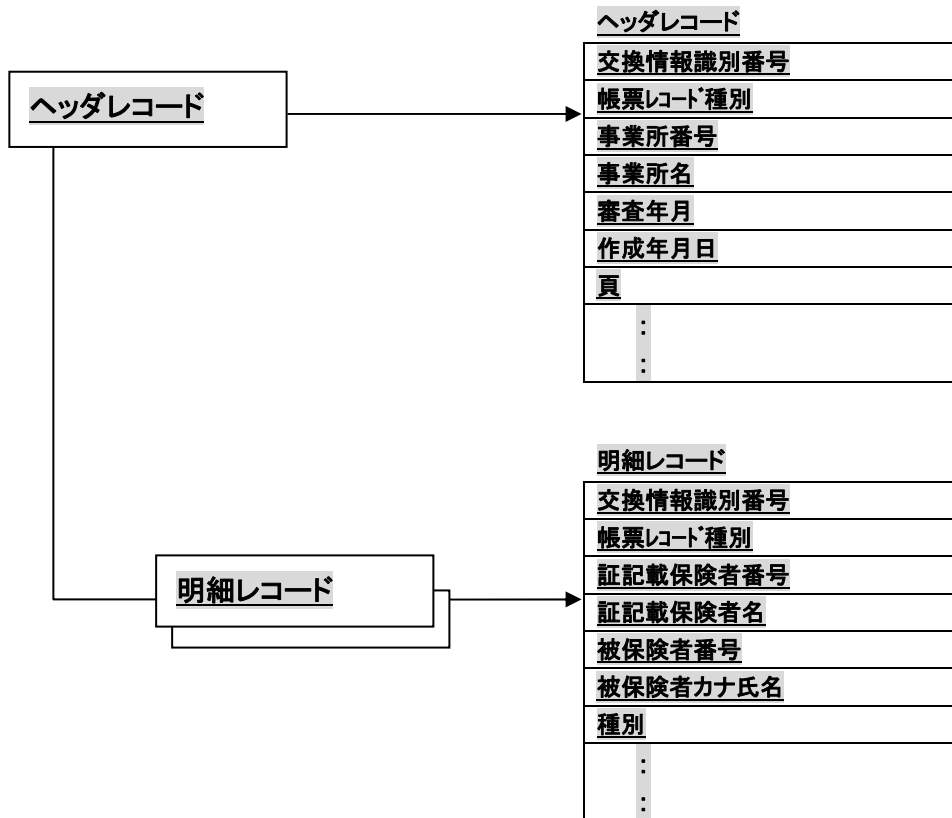 ヘッダレコード
ヘッダレコード
交換情報識別番号
帳票ﾚｺｰﾄﾞ種別
事業所番号
事業所名
審査年月
作成年月日
頁
:
:
明細レコード
明細レコード
交換情報識別番号
帳票ﾚｺｰﾄﾞ種別
証記載保険者番号
証記載保険者名
被保険者番号
被保険者カナ氏名
種別
:
: